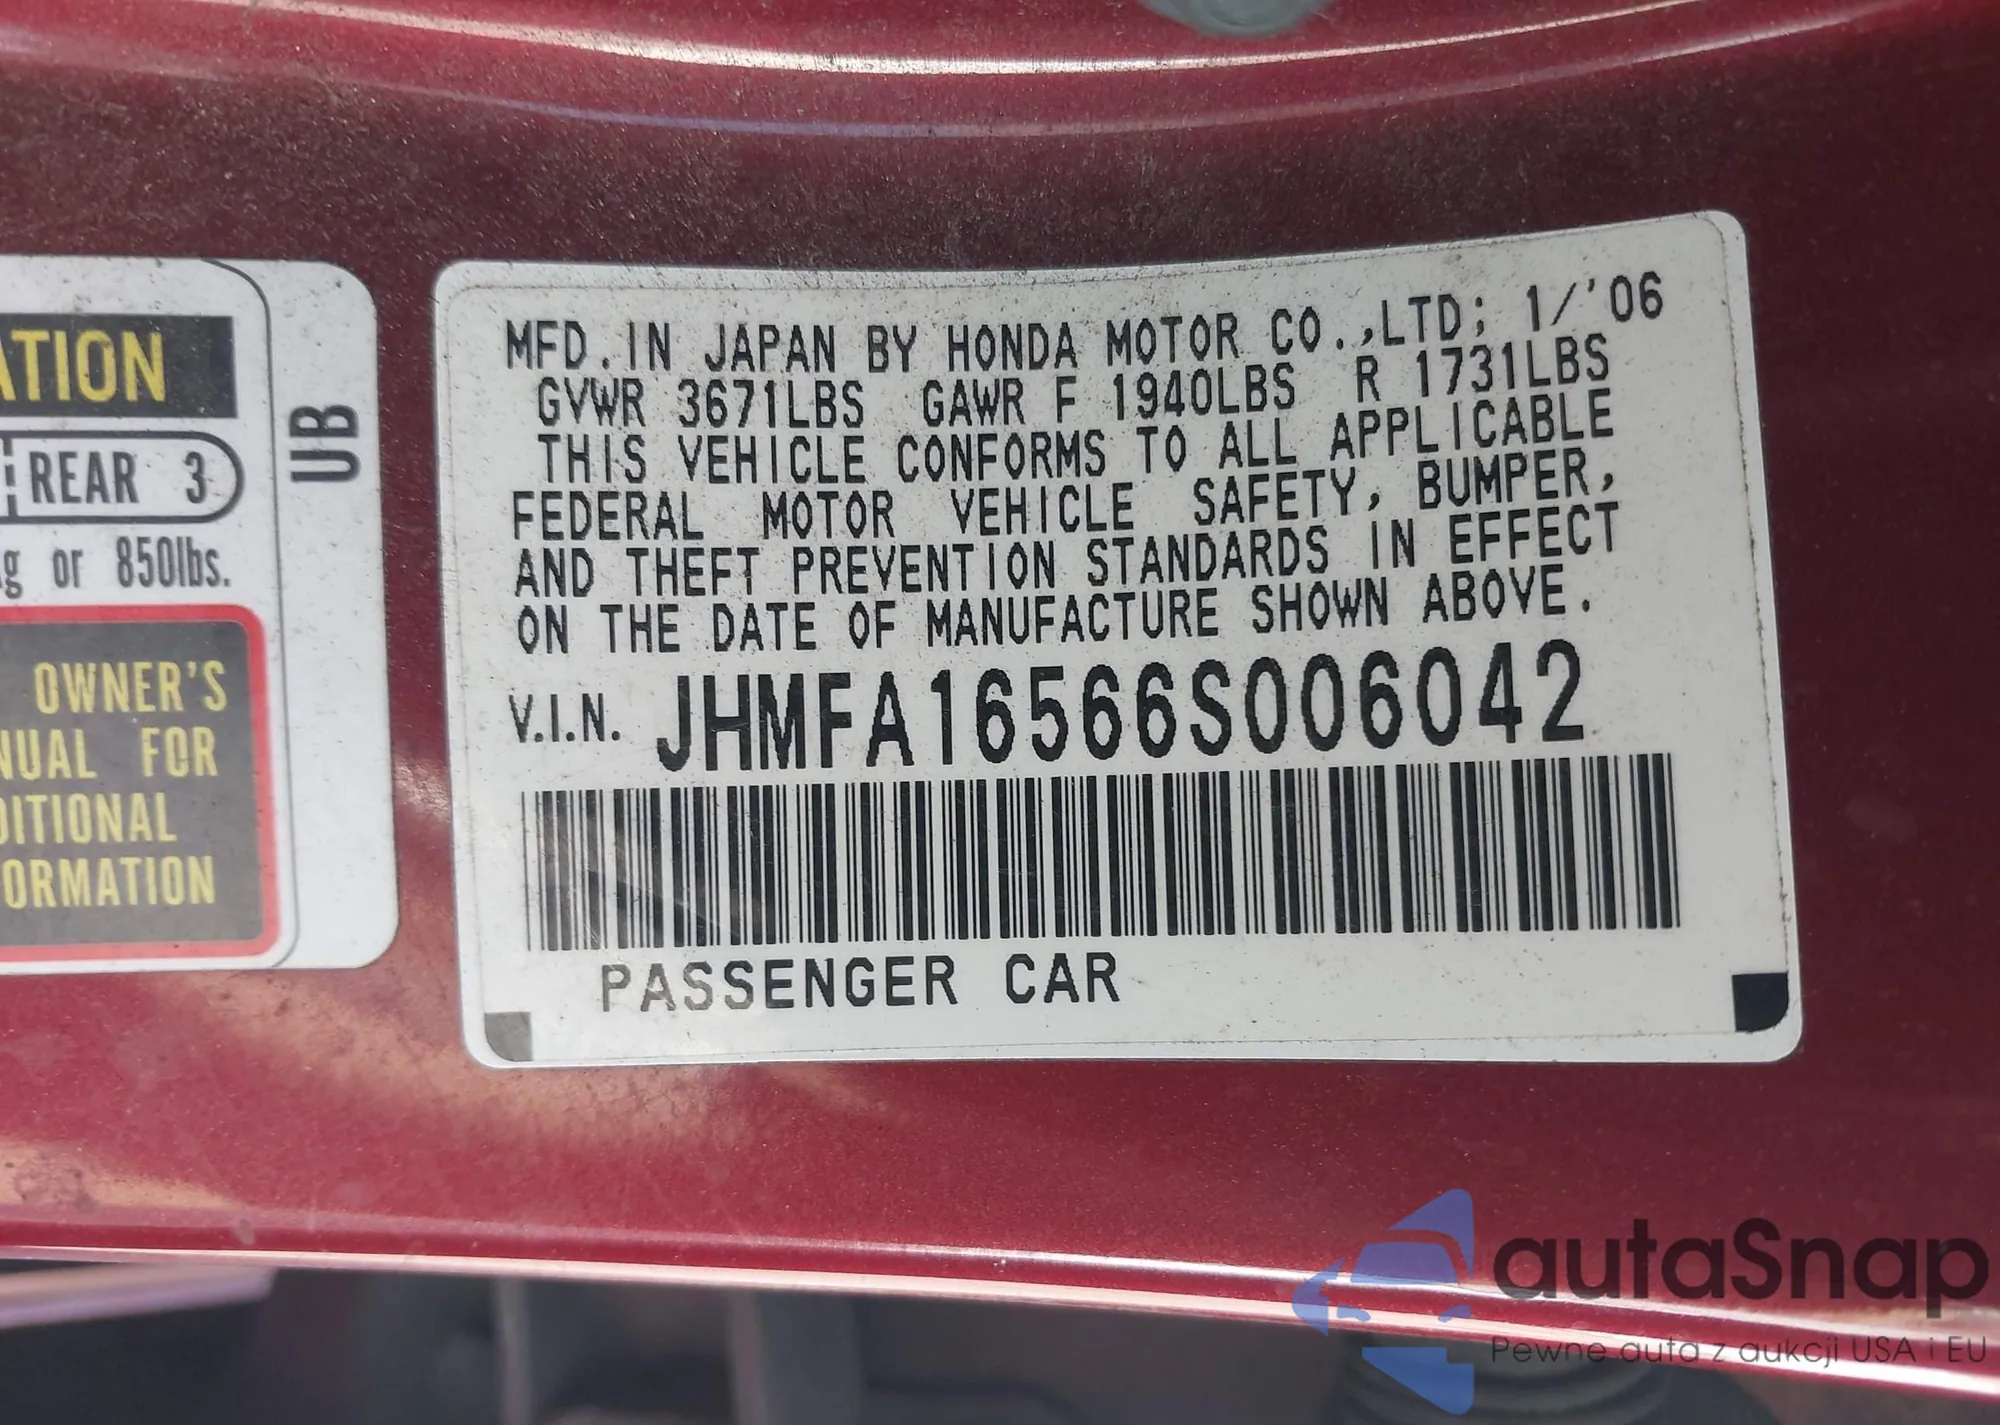 ATION
REAR 3
g or 850lbs.
OWNER'S
NUAL FOR
DITIONAL
FORMATION
UB
MFD. IN JAPAN BY HONDA MOTOR CO.,LTD; 1/'06
GVWR 3671LBS GAWR F 1940LBS R 1731LBS
THIS VEHICLE CONFORMS TO ALL APPLICABLE
FEDERAL MOTOR VEHICLE SAFETY, BUMPER,
AND THEFT PREVENTION STANDARDS IN EFFECT
ON THE DATE OF MANUFACTURE SHOWN ABOVE.
V.I.N. JHMFA16566S006042
PASSENGER CAR
autaSnap
Pewne auta z aukcji USA i EU